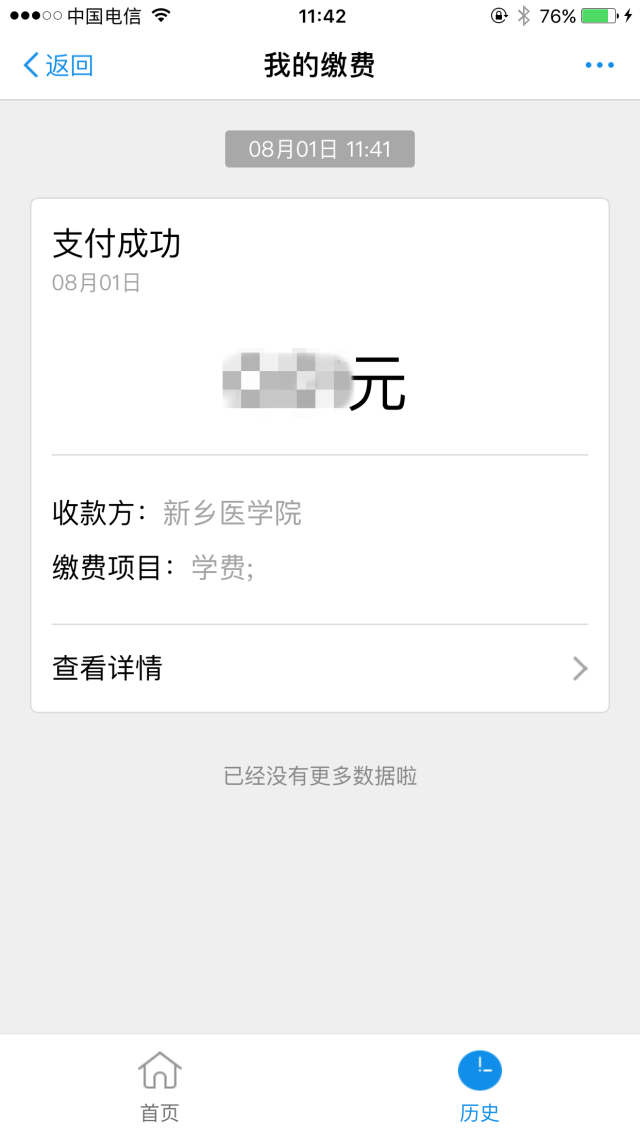 中国电信 11:42 76%
返回 我的缴费
08月01日 11:41
支付成功
08月01日
元
收款方：新乡医学院
缴费项目：学费;
查看详情
已经没有更多数据啦
首页 历史